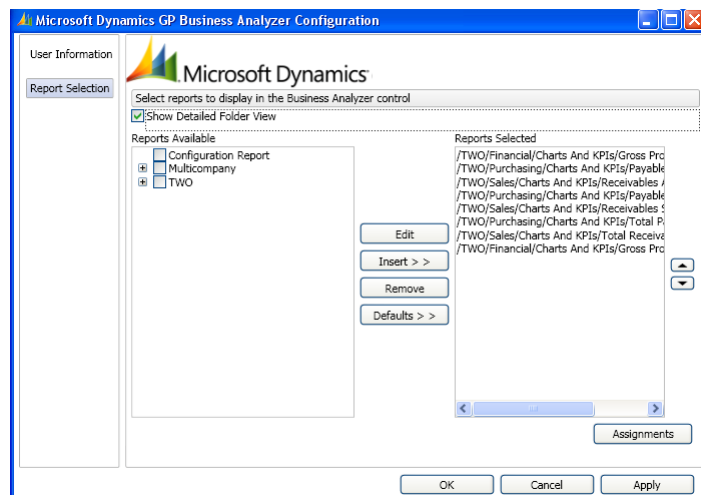 Microsoft Dynamics GP Business Analyzer Configuration
User Information
Report Selection
Microsoft Dynamics
Select reports to display in the Business Analyzer control
Show Detailed Folder View
Reports Available
Configuration Report
Multicompany
TWO
Edit
Insert > >
Remove
Defaults > >
Reports Selected
/TWO/Financial/Charts And KPIs/Gross Pro
/TWO/Purchasing/Charts And KPIs/Payable
/TWO/Sales/Charts And KPIs/Receivables
/TWO/Purchasing/Charts And KPIs/Payable
/TWO/Sales/Charts And KPIs/Receivables
/TWO/Purchasing/Charts And KPIs/Total
/TWO/Sales/Charts And KPIs/Total Receiva
/TWO/Financial/Charts And KPIs/Gross Pro
Assignments
OK
Cancel
Apply